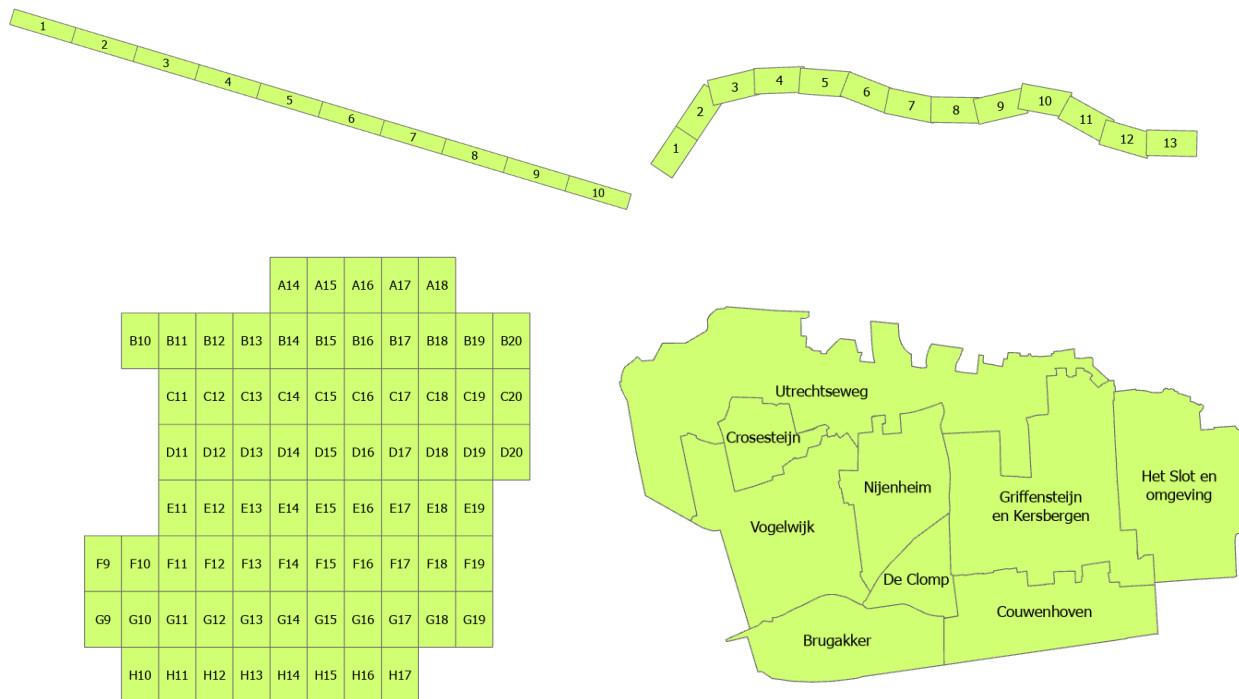 1
2
3
4
5
6
7
8
9
10
1
2
3
4
5
6
7
8
9
10
11
12
13
A14 A15 A16 A17 A18
B10 B11 B12 B13 B14 B15 B16 B17 B18 B19 B20
C11 C12 C13 C14 C15 C16 C17 C18 C19 C20
D11 D12 D13 D14 D15 D16 D17 D18 D19 D20
E11 E12 E13 E14 E15 E16 E17 E18 E19
F9 F10 F11 F12 F13 F14 F15 F16 F17 F18 F19
G9 G10 G11 G12 G13 G14 G15 G16 G17 G18 G19
H10 H11 H12 H13 H14 H15 H16 H17
Utrechtseweg
Crosesteijn
Vogelwijk
Nijenheim
Griffensteijn
en Kersbergen
Het Slot en
omgeving
De Clomp
Brugakker
Couwenhoven